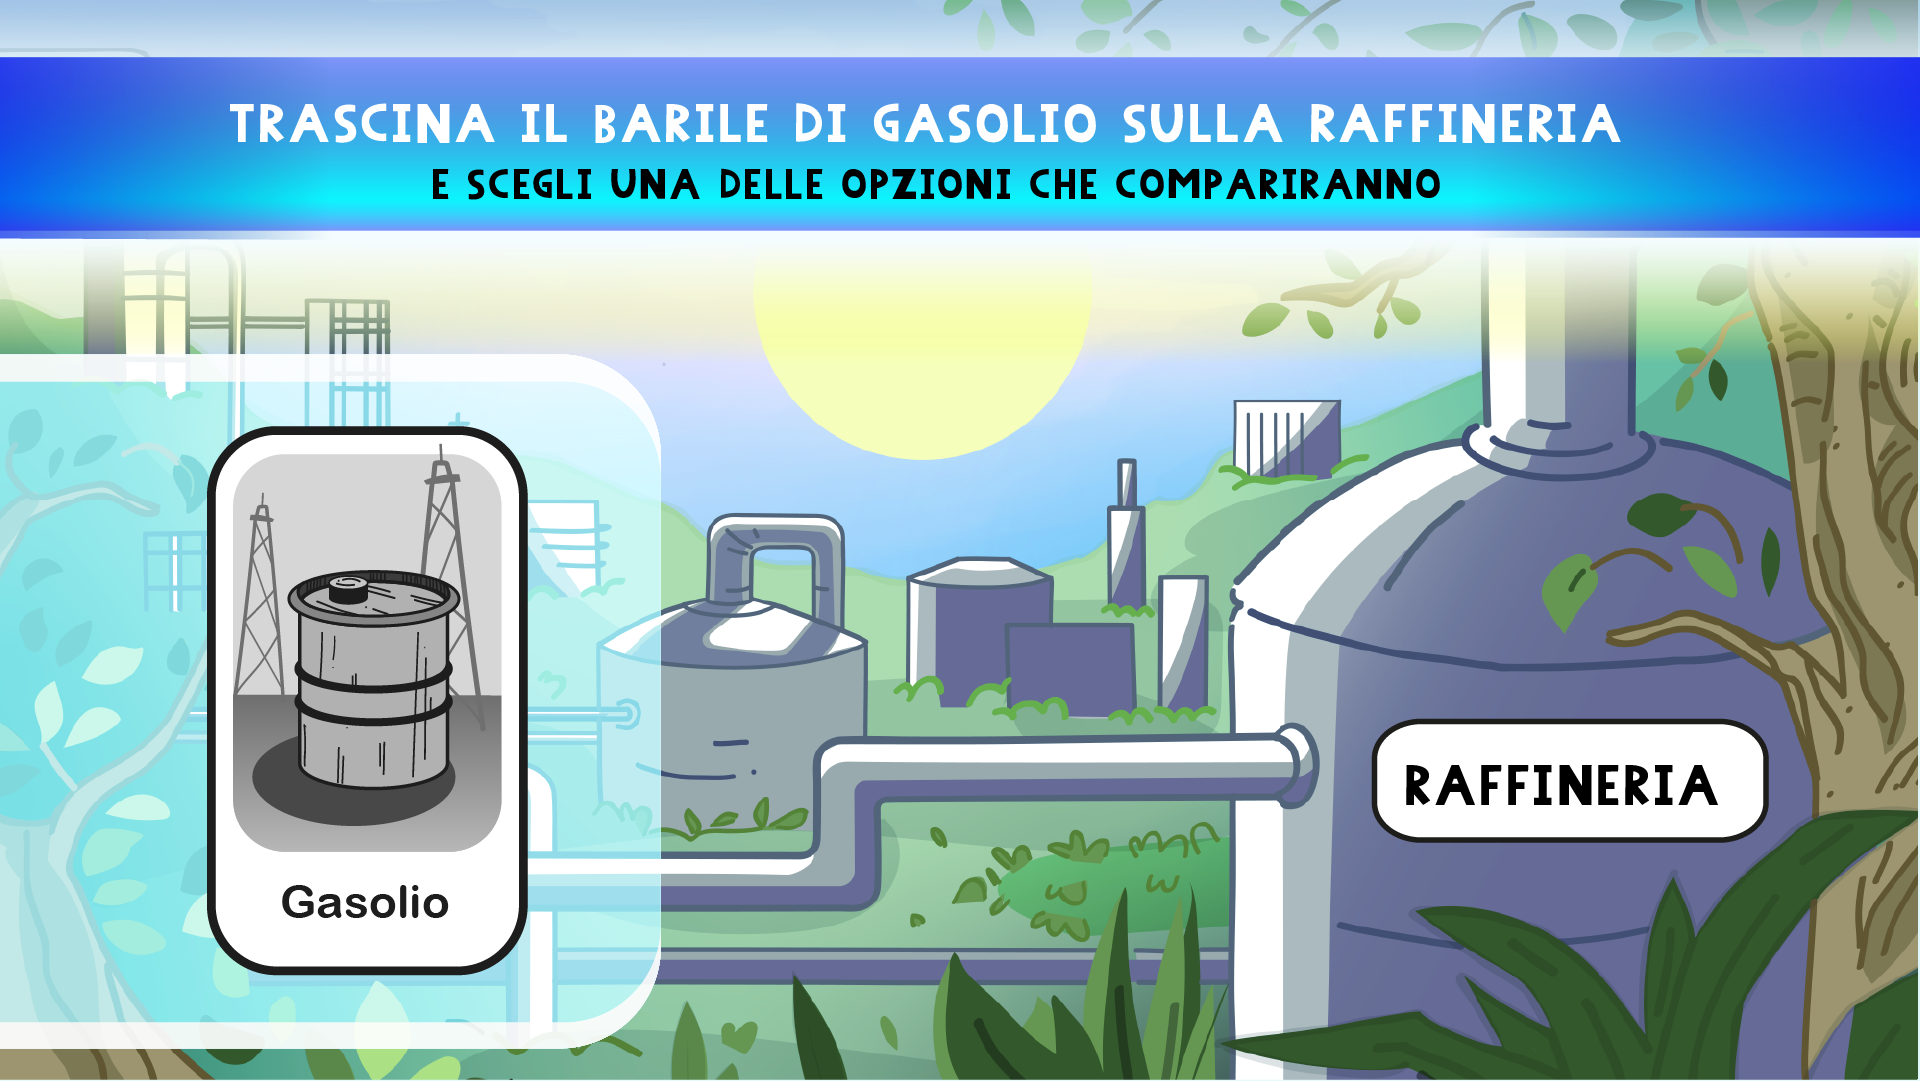 TRASCINA IL BARILE DI GASOLIO SULLA RAFFINERIA
E SCEGLI UNA DELLE OPZIONI CHE COMPARIRANNO
Gasolio
RAFFINERIA